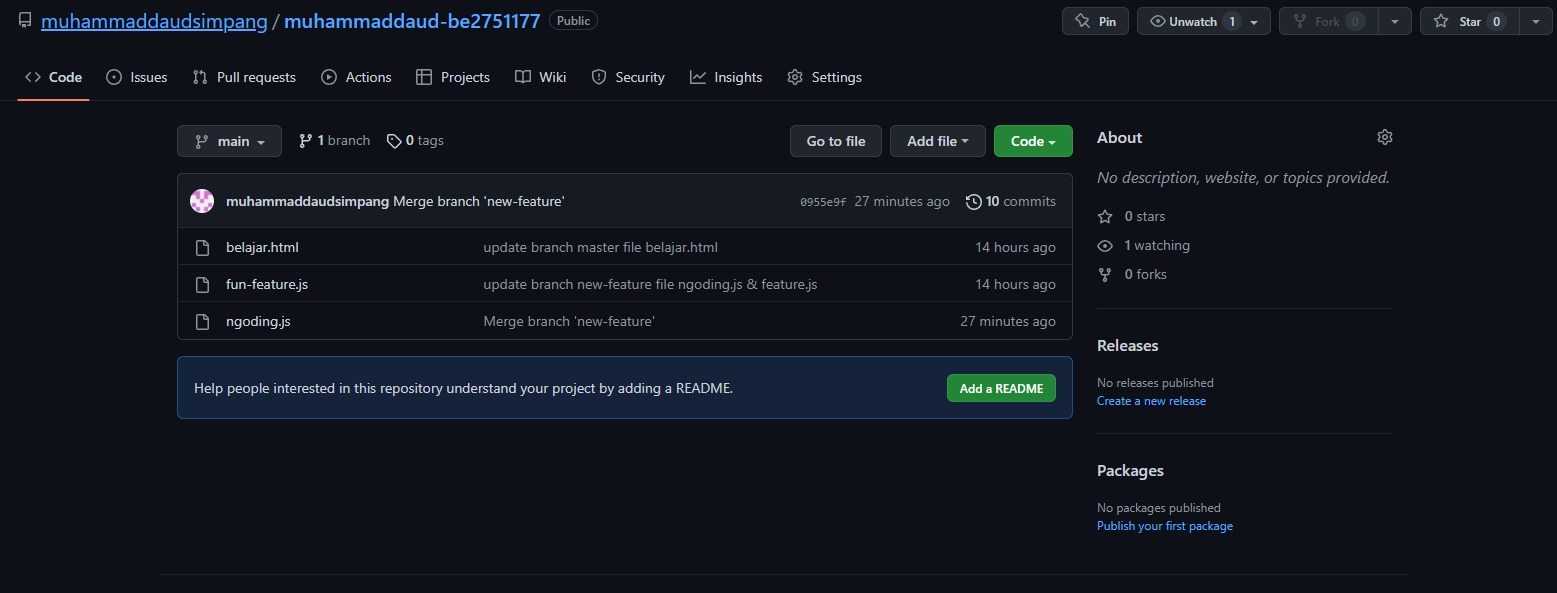 muhammaddaudsimpang / muhammaddaud-be2751177 Public
Pin Unwatch 1 Fork 0 Star 0
Code Issues Pull requests Actions Projects Wiki Security Insights Settings
main 1 branch 0 tags Go to file Add file Code
muhammaddaudsimpang Merge branch 'new-feature' 0955e9f 27 minutes ago 10 commits
belajar.html update branch master file belajar.html 14 hours ago
fun-feature.js update branch new-feature file ngoding.js & feature.js 14 hours ago
ngoding.js Merge branch 'new-feature' 27 minutes ago
Help people interested in this repository understand your project by adding a README. Add a README
About
No description, website, or topics provided.
0 stars
1 watching
0 forks
Releases
No releases published
Create a new release
Packages
No packages published
Publish your first package